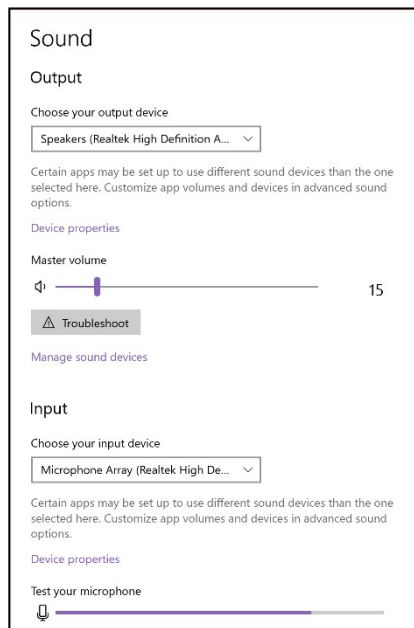 Sound
Output
Choose your output device
Speakers (Realtek High Definition A...
Certain apps may be set up to use different sound devices than the one
selected here. Customize app volumes and devices in advanced sound
options.
Device properties
Master volume
15
Troubleshoot
Manage sound devices
Input
Choose your input device
Microphone Array (Realtek High De...
Certain apps may be set up to use different sound devices than the one
selected here. Customize app volumes and devices in advanced sound
options.
Device properties
Test your microphone